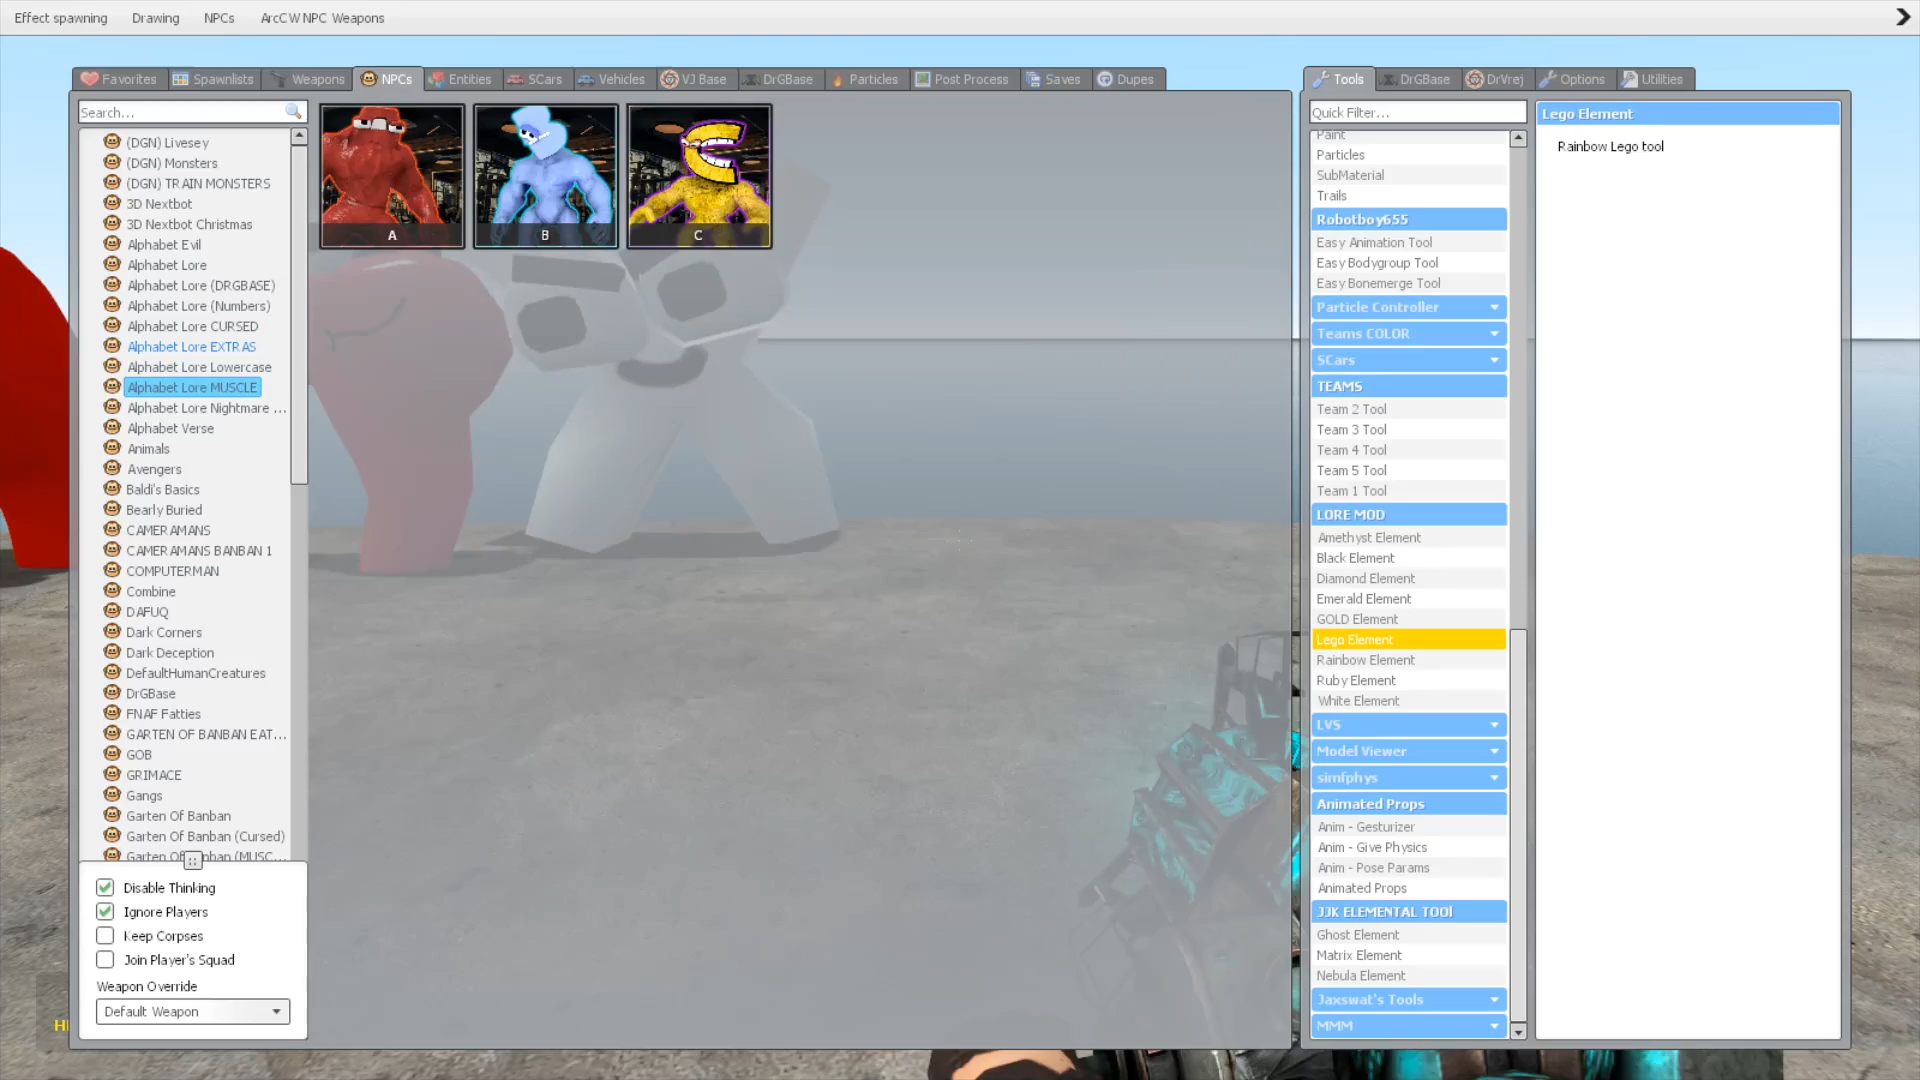 Effect spawning Drawing NPCs ArcCW NPC Weapons
Favorites Spawnlists Weapons NPCs Entities SCars Vehicles VJ Base DrGBase Particles Post Process Saves Dupes
Search...
(DGN) Livesey
(DGN) Monsters
(DGN) TRAIN MONSTERS
3D Nextbot
3D Nextbot Christmas
Alphabet Evil
Alphabet Lore
Alphabet Lore (DRGBASE)
Alphabet Lore (Numbers)
Alphabet Lore CURSED
Alphabet Lore EXTRAS
Alphabet Lore Lowercase
Alphabet Lore MUSCLE
Alphabet Lore Nightmare ...
Alphabet Verse
Animals
Avengers
Baldi's Basics
Bearly Buried
CAMERAMANS
CAMERAMANS BANBAN 1
COMPUTERMAN
Combine
DAFUQ
Dark Corners
Dark Deception
DefaultHumanCreatures
DrGBase
FNAF Fatties
GARTEN OF BANBAN EAT...
GOB
GRIMACE
Gangs
Garten Of Banban
Garten Of Banban (Cursed)
Disable Thinking
Ignore Players
Keep Corpses
Join Player's Squad
Weapon Override
Default Weapon
A
B
C
Tools DrGBase DrVrej Options Utilities
Quick Filter...
Paint
Particles
SubMaterial
Trails
Robotboy655
Easy Animation Tool
Easy Bodygroup Tool
Easy Bonemerge Tool
Particle Controller
Teams COLOR
SCars
TEAMS
Team 2 Tool
Team 3 Tool
Team 4 Tool
Team 5 Tool
Team 1 Tool
LORE MOD
Amethyst Element
Black Element
Diamond Element
Emerald Element
GOLD Element
Lego Element
Rainbow Element
Ruby Element
White Element
LVS
Model Viewer
simfphys
Animated Props
Anim - Gesturizer
Anim - Give Physics
Anim - Pose Params
Animated Props
JJK ELEMENTAL TOOl
Ghost Element
Matrix Element
Nebula Element
Jaxswat's Tools
MMM
Lego Element
Rainbow Lego tool